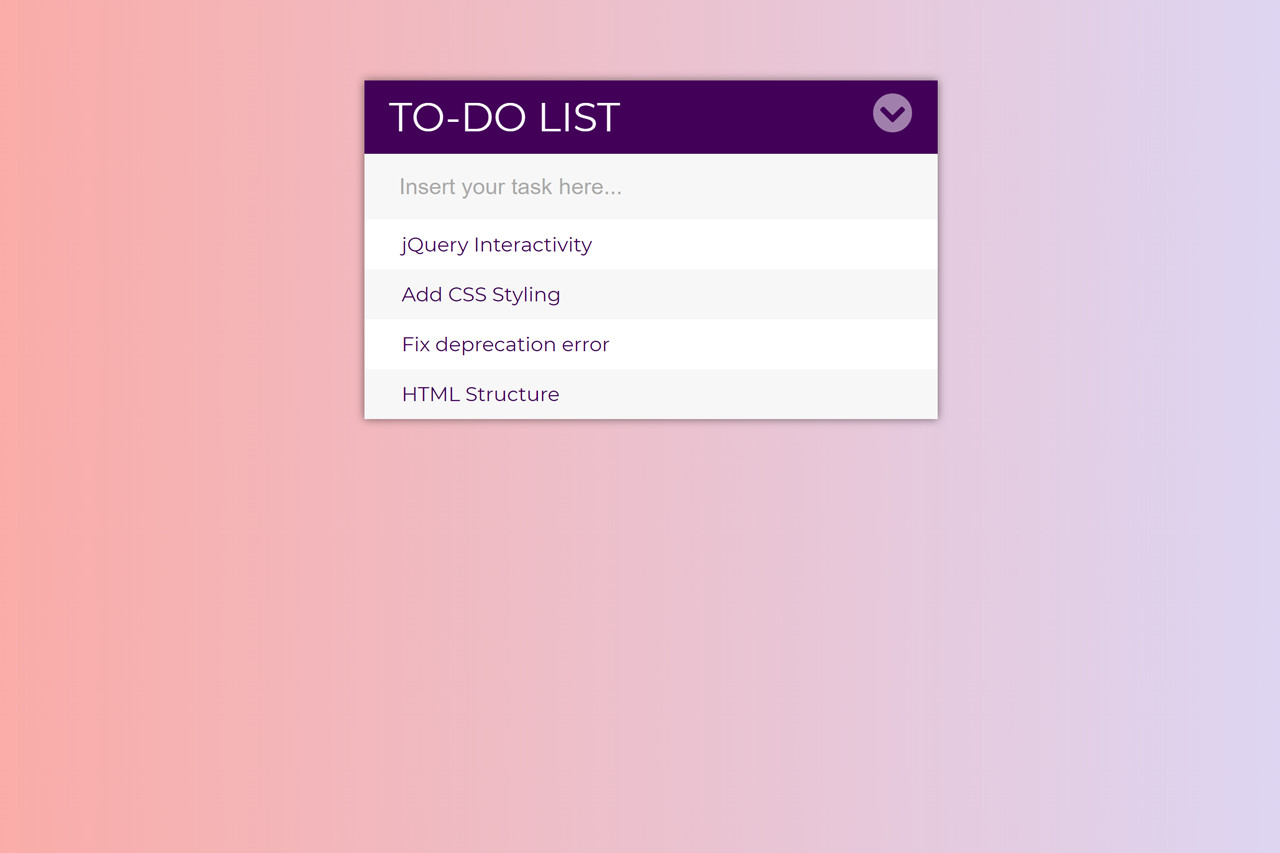 TO-DO LIST
Insert your task here...
jQuery Interactivity
Add CSS Styling
Fix deprecation error
HTML Structure